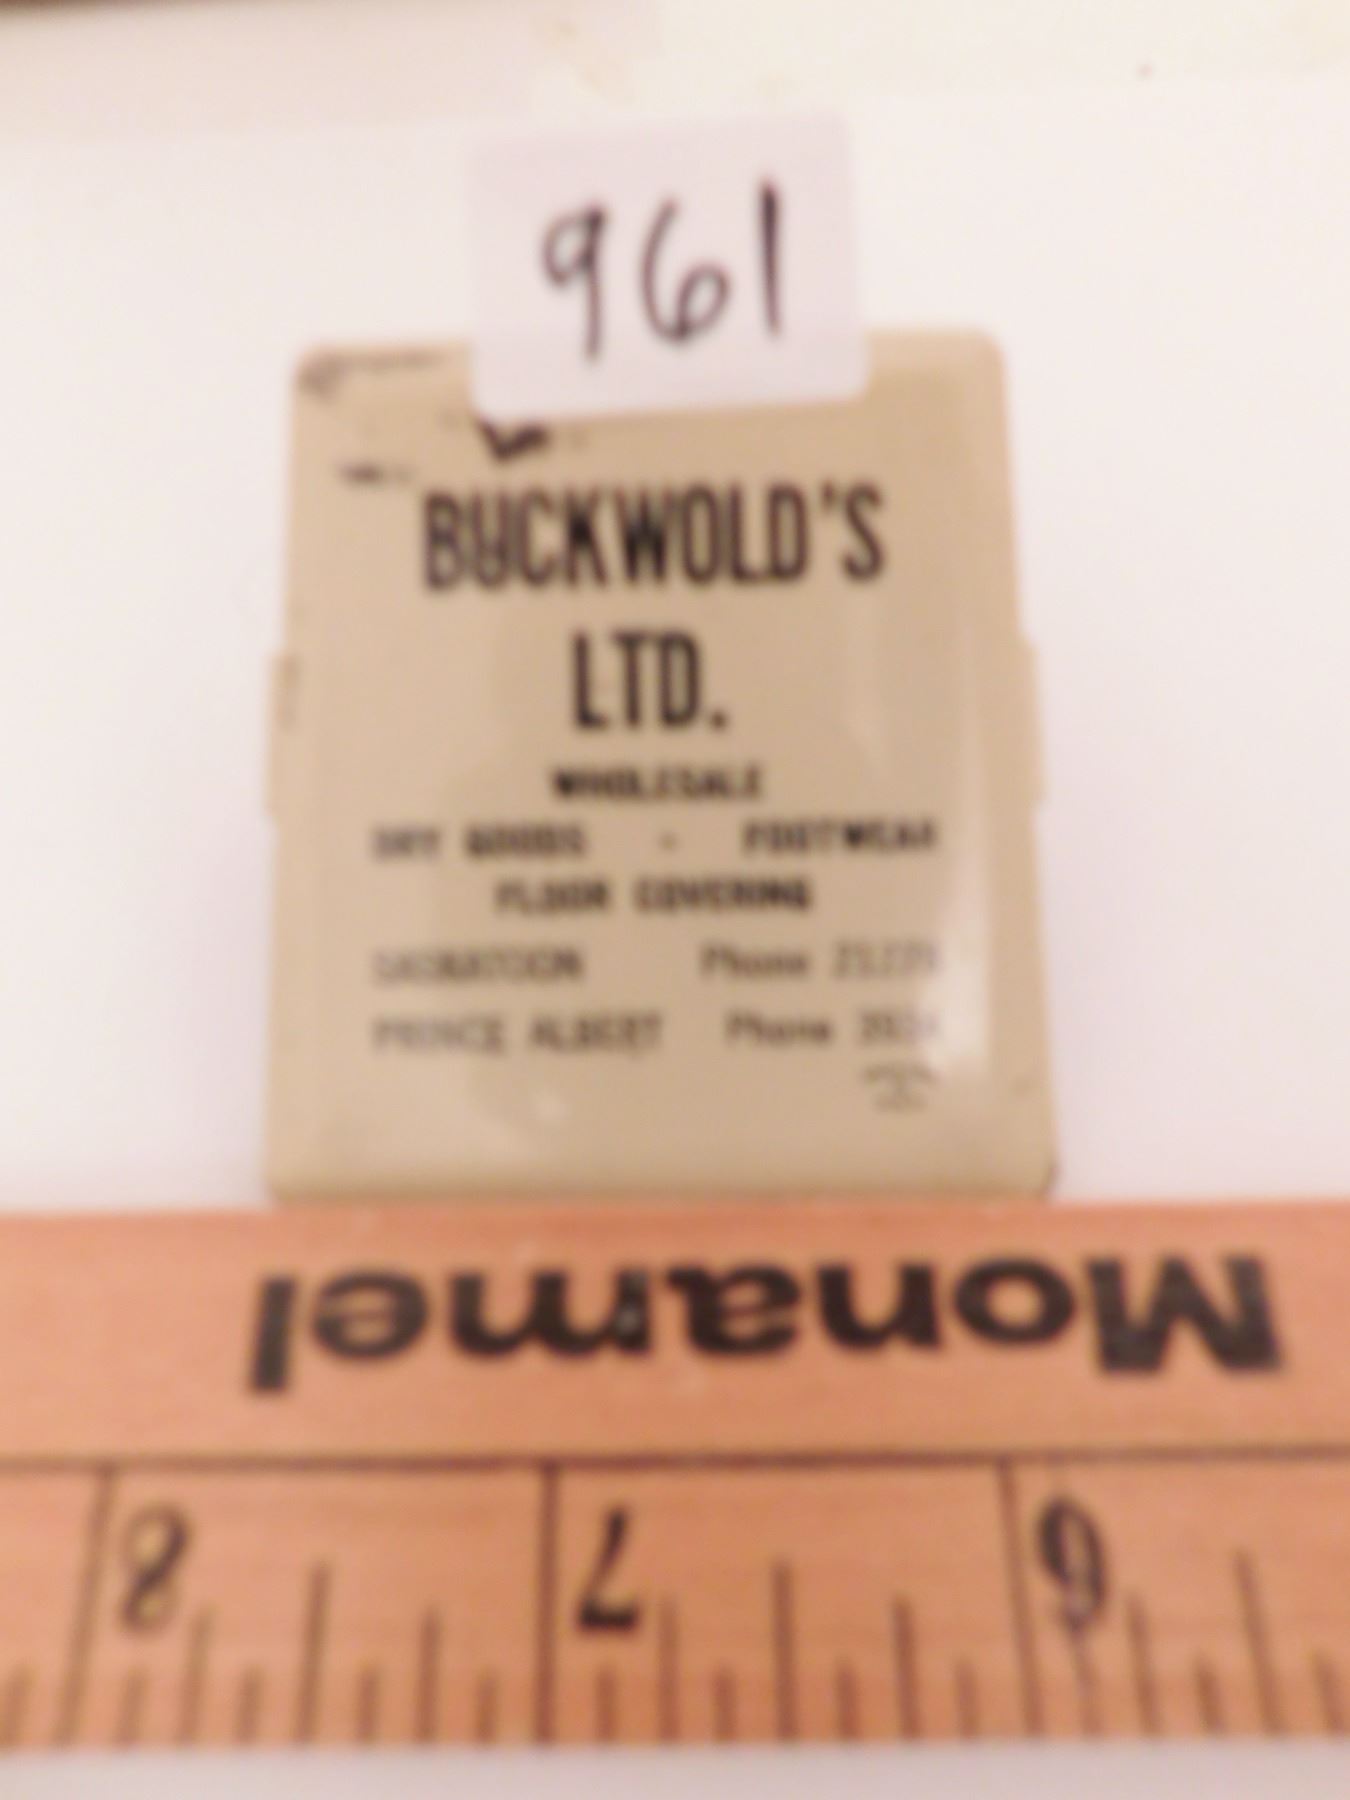 961
BUCKWOLD'S
LTD.
WHOLESALE
DRY GOODS - FOOTWEAR
FLOOR COVERING
SASKATOON Phone
PRINCE ALBERT Phone
Monamel
8 7 6